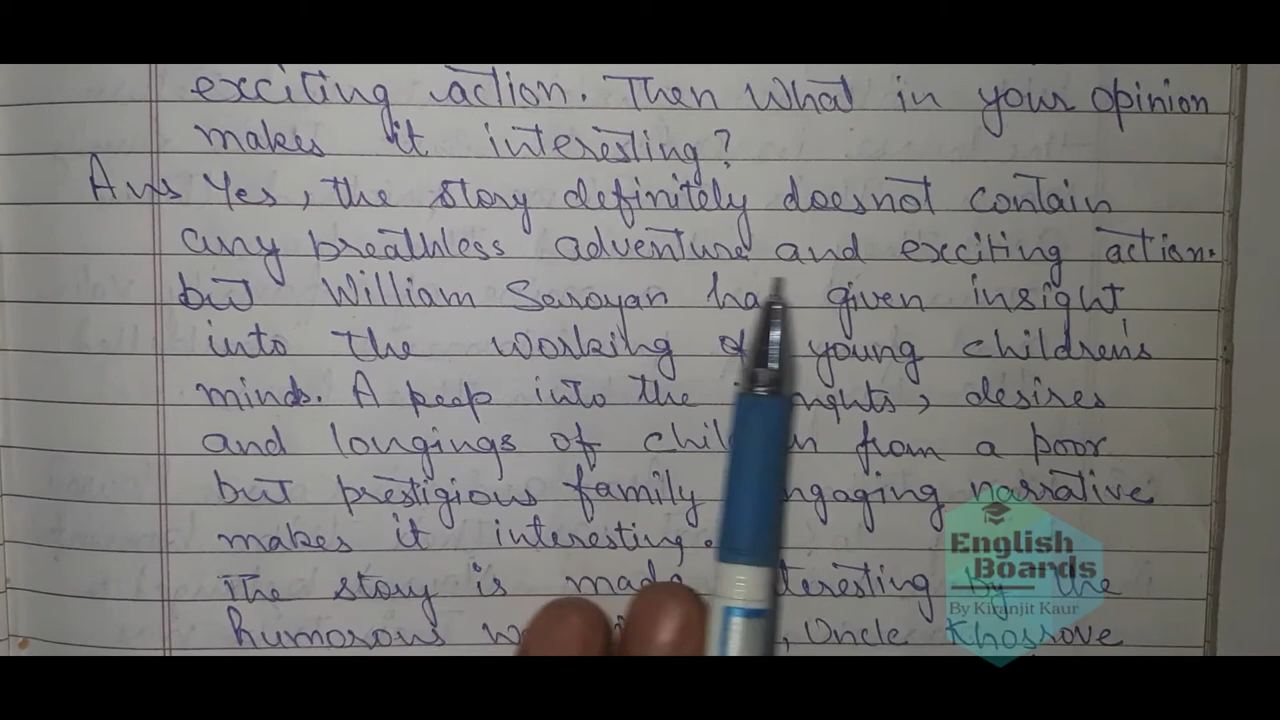 exciting action. Then What in your opinion
makes it interesting?
Ans Yes, the story definitely doesnot contain
any breathless adventure and exciting action.
but William Saroyan has given insight
into the working of young children's
minds. A peep into the desires
and longings of children from a poor
but prestigious family engaging narrative
makes it interesting.
The story is made interesting by the
humorous , Uncle Khosrove
English
Boards
By Kiranjit Kaur